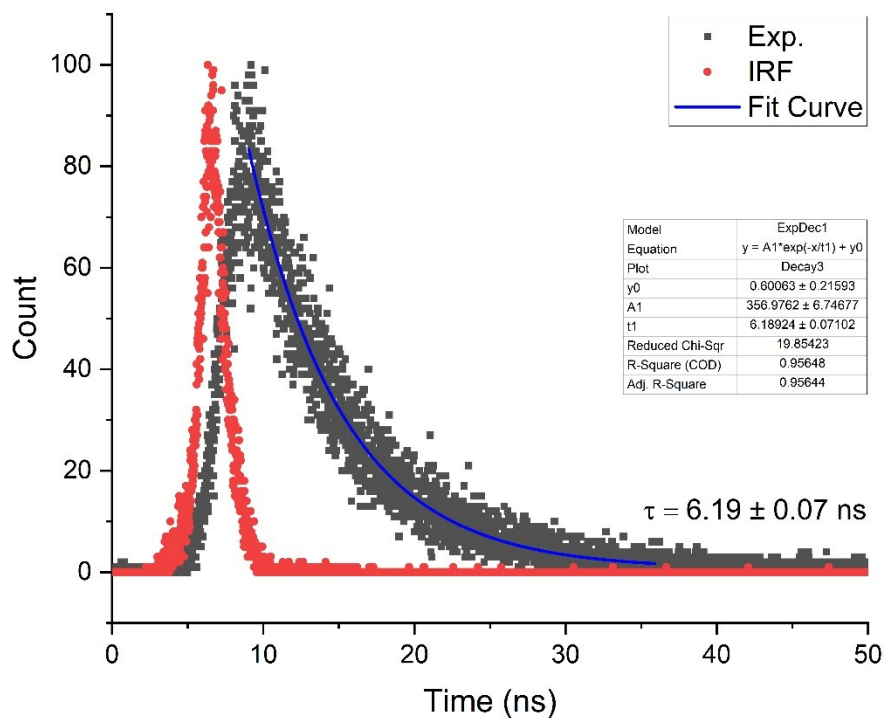 Exp.
IRF
Fit Curve
100
80
60
40
20
0
Count
Model ExpDec1
Equation y = A1*exp(-x/t1) + y0
Plot Decay3
y0 0.60063 ± 0.21593
A1 356.9762 ± 6.74677
t1 6.18924 ± 0.07102
Reduced Chi-Sqr 19.85423
R-Square (COD) 0.95648
Adj. R-Square 0.95644
τ = 6.19 ± 0.07 ns
0 10 20 30 40 50
Time (ns)